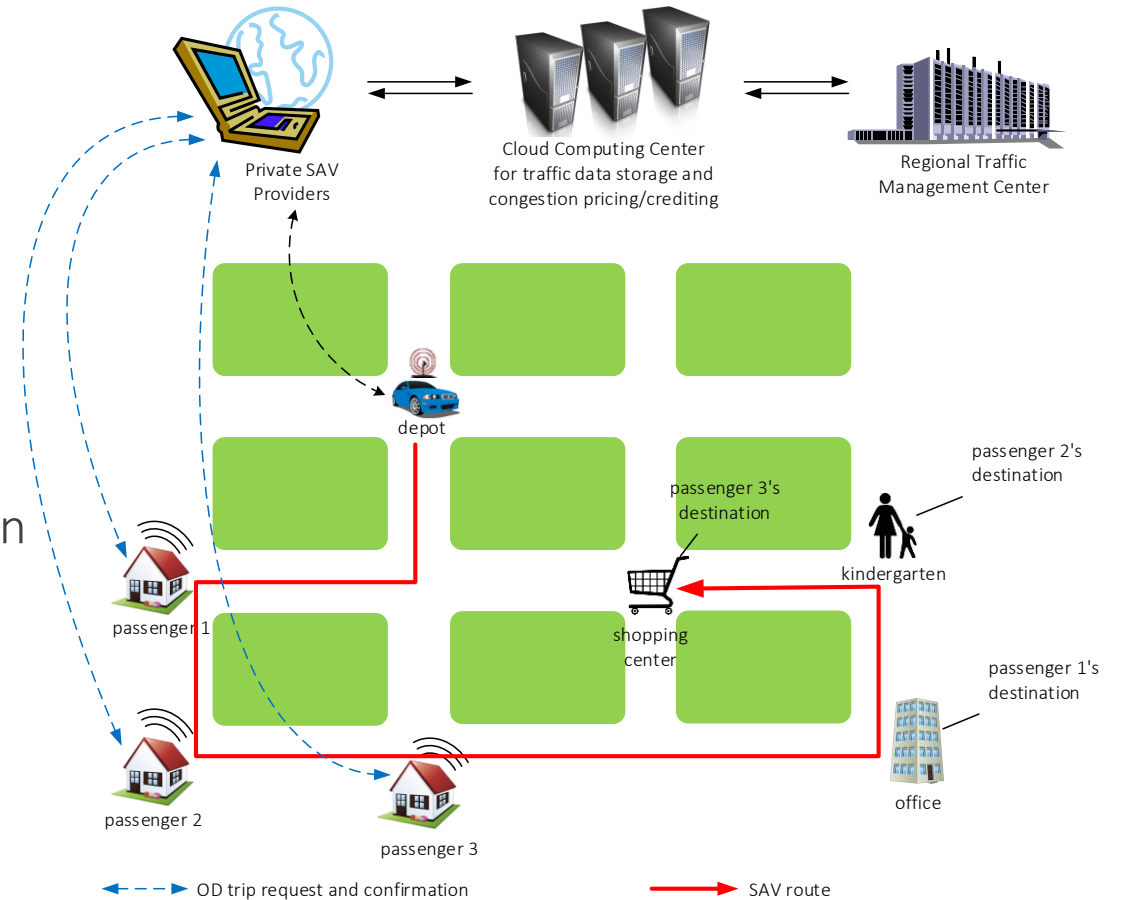 Private SAV
Providers
Cloud Computing Center
for traffic data storage and
congestion pricing/crediting
Regional Traffic
Management Center
depot
passenger 3's
destination
passenger 2's
destination
n
kindergarten
passenger 1
shopping
center
passenger 1's
destination
passenger 2
office
passenger 3
OD trip request and confirmation
SAV route